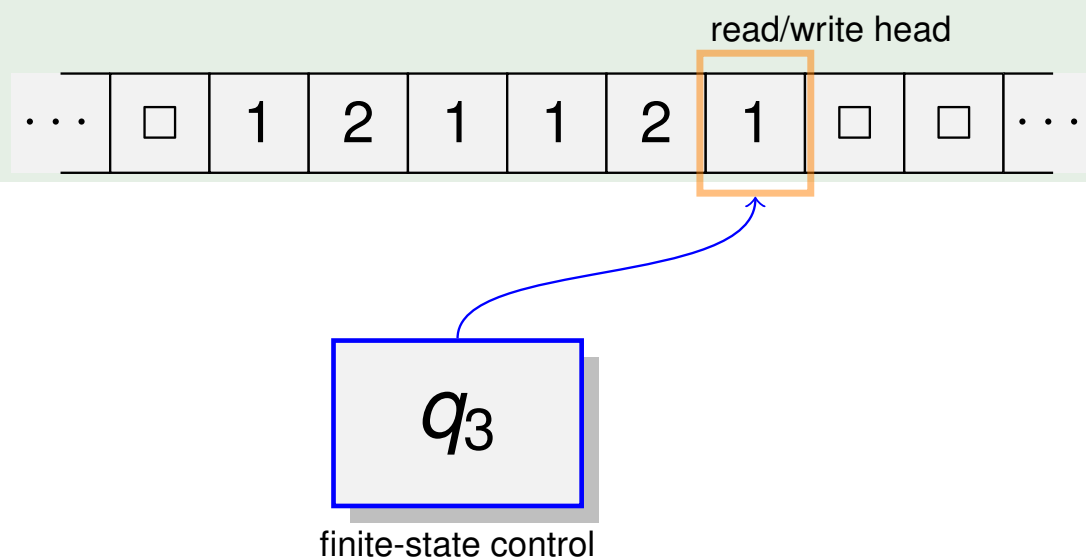 read/write head
· · · □ 1 2 1 1 2 1 □ □ · · ·
q₃
finite-state control